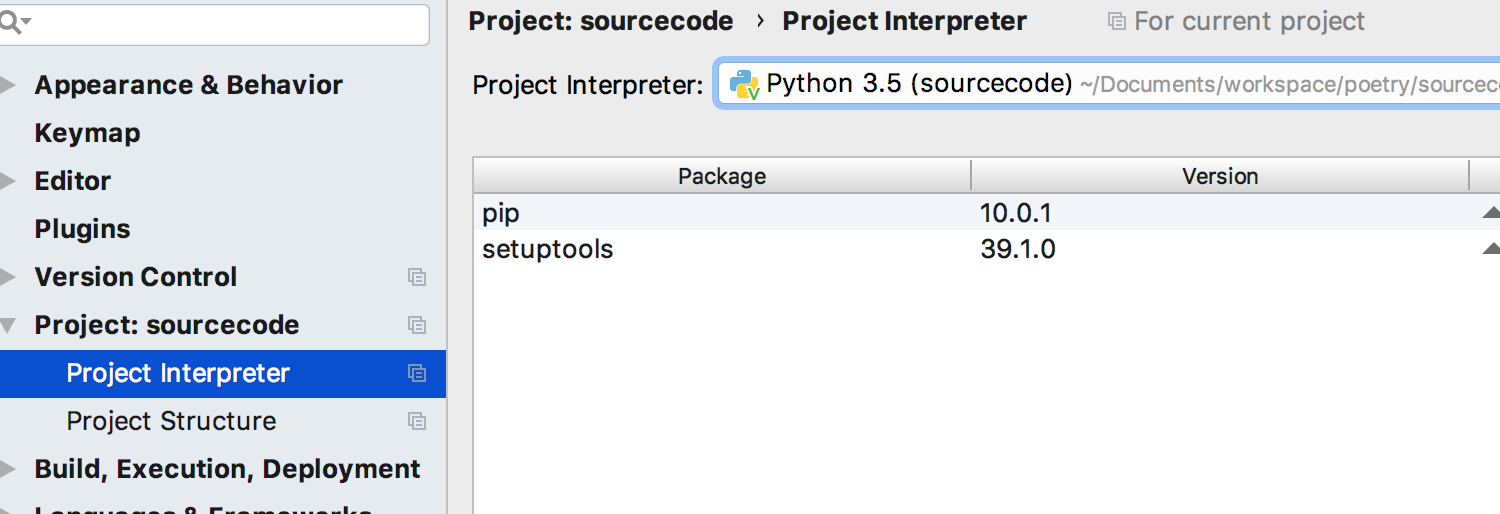 Project: sourcecode › Project Interpreter For current project
Project Interpreter: Python 3.5 (sourcecode) ~/Documents/workspace/poetry/sourcec
Appearance & Behavior
Keymap
Editor
Plugins
Version Control
Project: sourcecode
Project Interpreter
Project Structure
Build, Execution, Deployment
Languages & Frameworks
Package Version
pip 10.0.1
setuptools 39.1.0